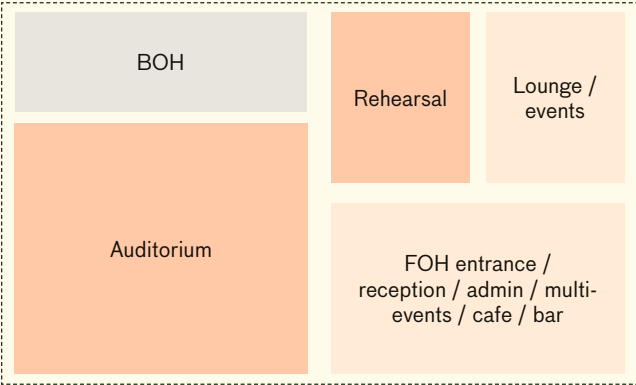 BOH
Rehearsal
Lounge /
events
Auditorium
FOH entrance /
reception / admin / multi-
events / cafe / bar